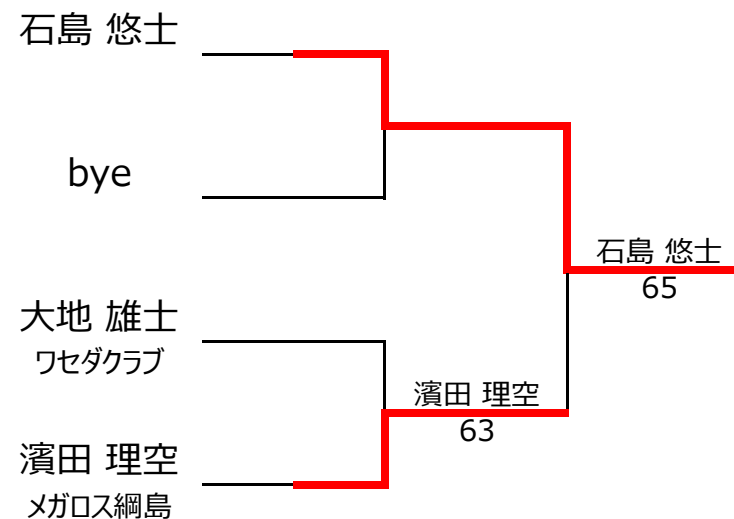 石島 悠士
bye
大地 雄士
ワセダクラブ
濱田 理空
メガロス綱島
濱田 理空
63
石島 悠士
65